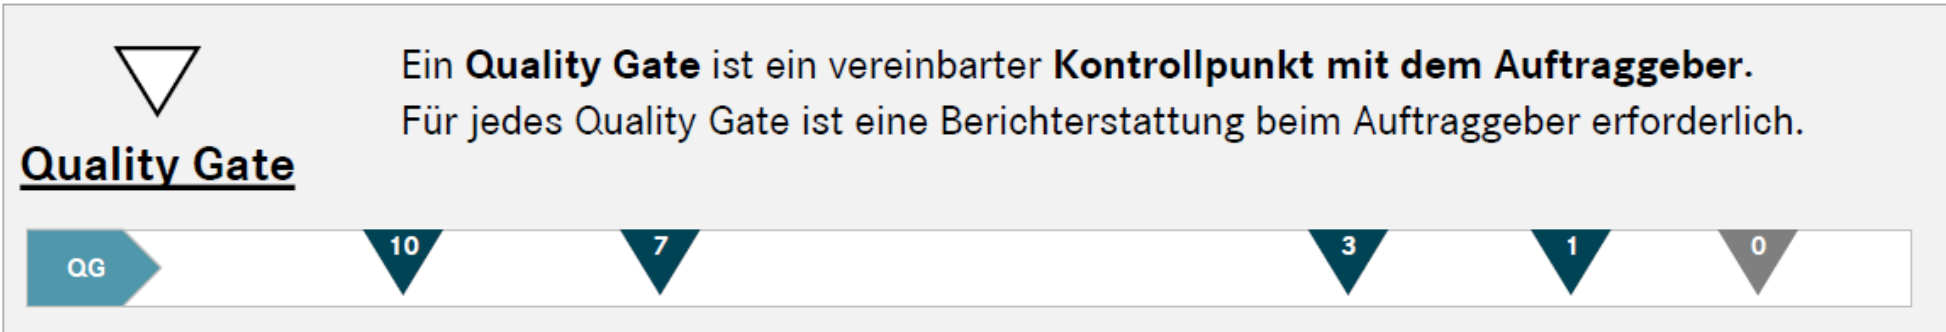 Ein Quality Gate ist ein vereinbarter Kontrollpunkt mit dem Auftraggeber.
Für jedes Quality Gate ist eine Berichterstattung beim Auftraggeber erforderlich.
Quality Gate
QG 10 7 3 1 0